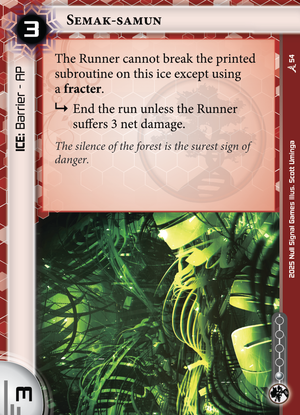 3
Semak-samun
The Runner cannot break the printed
subroutine on this ice except using
a fracter.
End the run unless the Runner
suffers 3 net damage.
The silence of the forest is the surest sign of
danger.
ICE: Barrier - AP
54
2025 Null Signal Games Illus. Scott Uminga
3